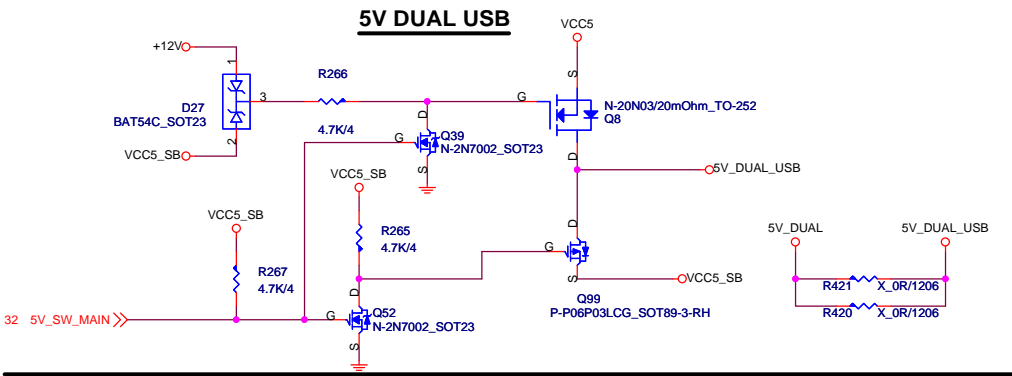 5V DUAL USB
VCC5
+12V
1
R266
S
3
G
N-20N03/20mOhm_TO-252
Q8
D27
BAT54C_SOT23
4.7K/4
D
G
Q39
N-2N7002_SOT23
2
VCC5_SB
S
D
VCC5_SB
5V_DUAL_USB
VCC5_SB
R265
4.7K/4
D
5V_DUAL
5V_DUAL_USB
G
R267
4.7K/4
S
VCC5_SB
D
Q99
P-P06P03LCG_SOT89-3-RH
R421
X_0R/1206
Q52
N-2N7002_SOT23
R420
X_0R/1206
32 5V_SW_MAIN
G
S